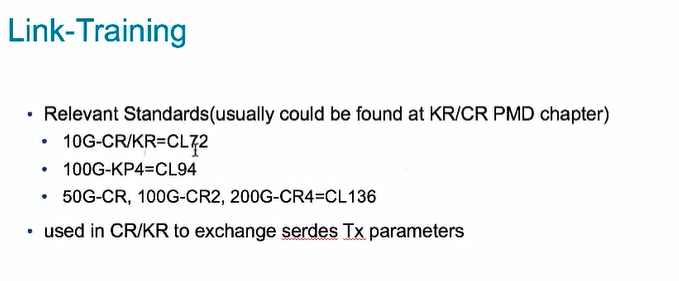 Link-Training
• Relevant Standards(usually could be found at KR/CR PMD chapter)
• 10G-CR/KR=CL72
• 100G-KP4=CL94
• 50G-CR, 100G-CR2, 200G-CR4=CL136
• used in CR/KR to exchange serdes Tx parameters